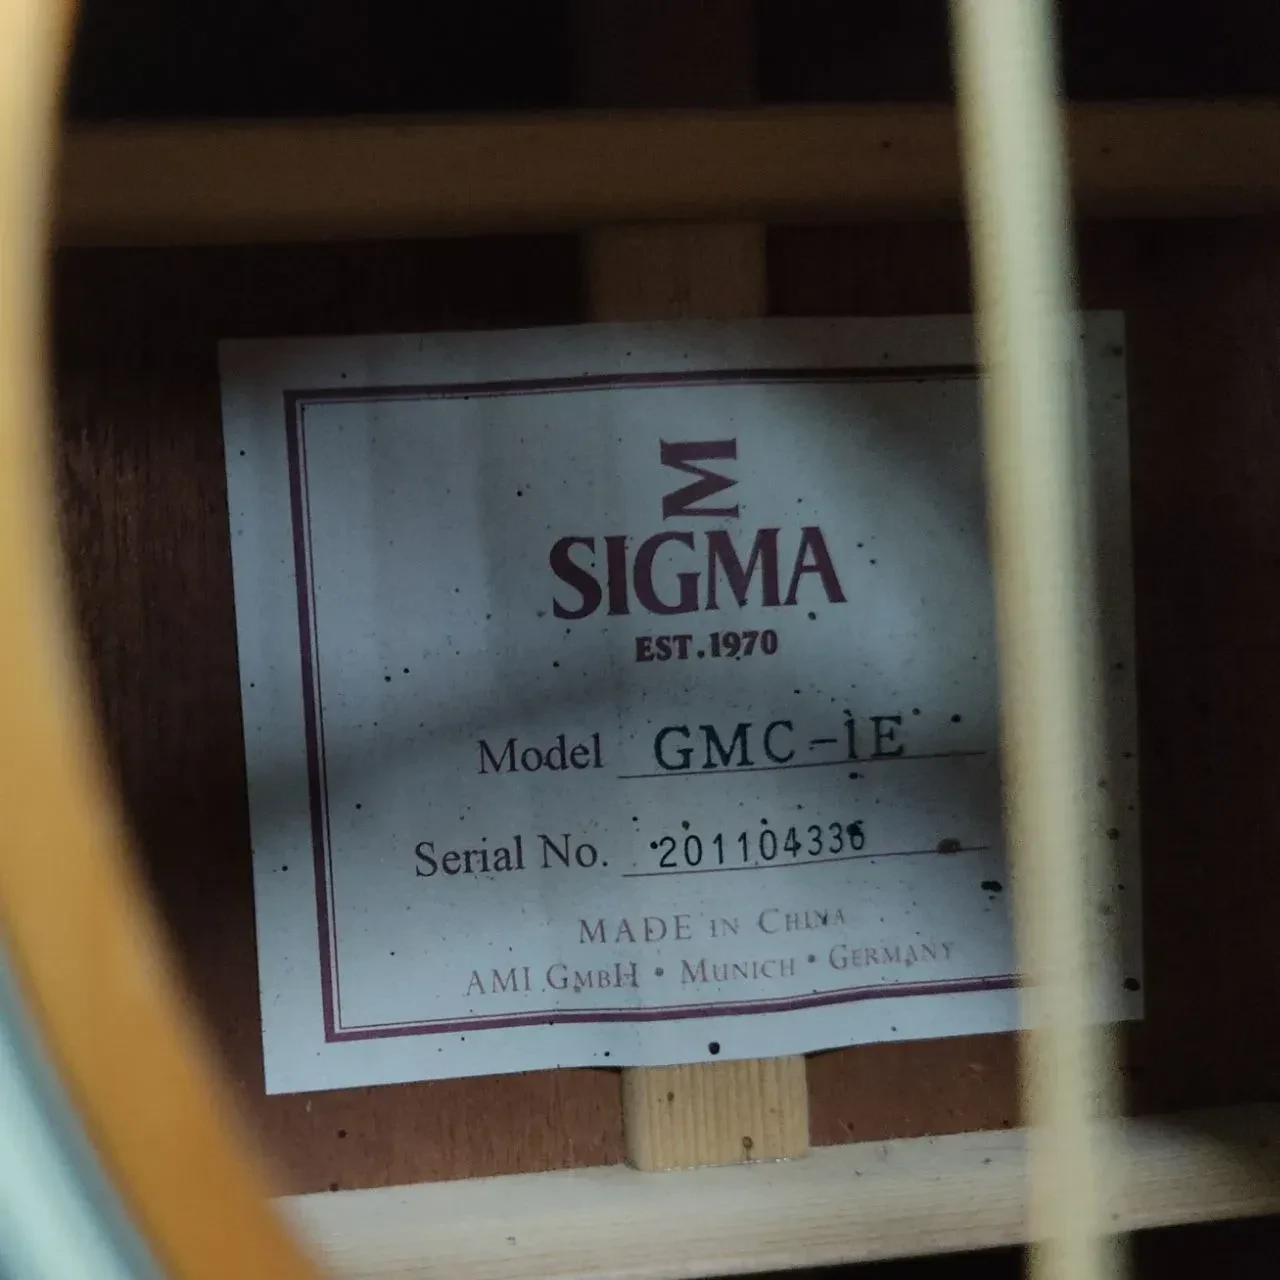 SIGMA
EST.1970
Model GMC-1E
Serial No. 201104336
MADE IN CHINA
AMI GMBH • MUNICH • GERMANY